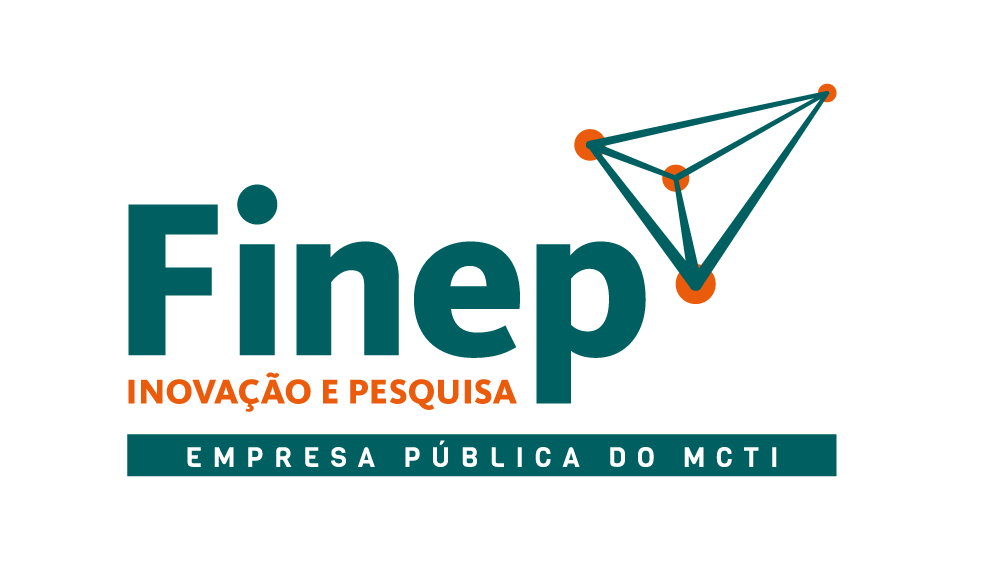 Finep
INOVAÇÃO E PESQUISA
EMPRESA PÚBLICA DO MCTI